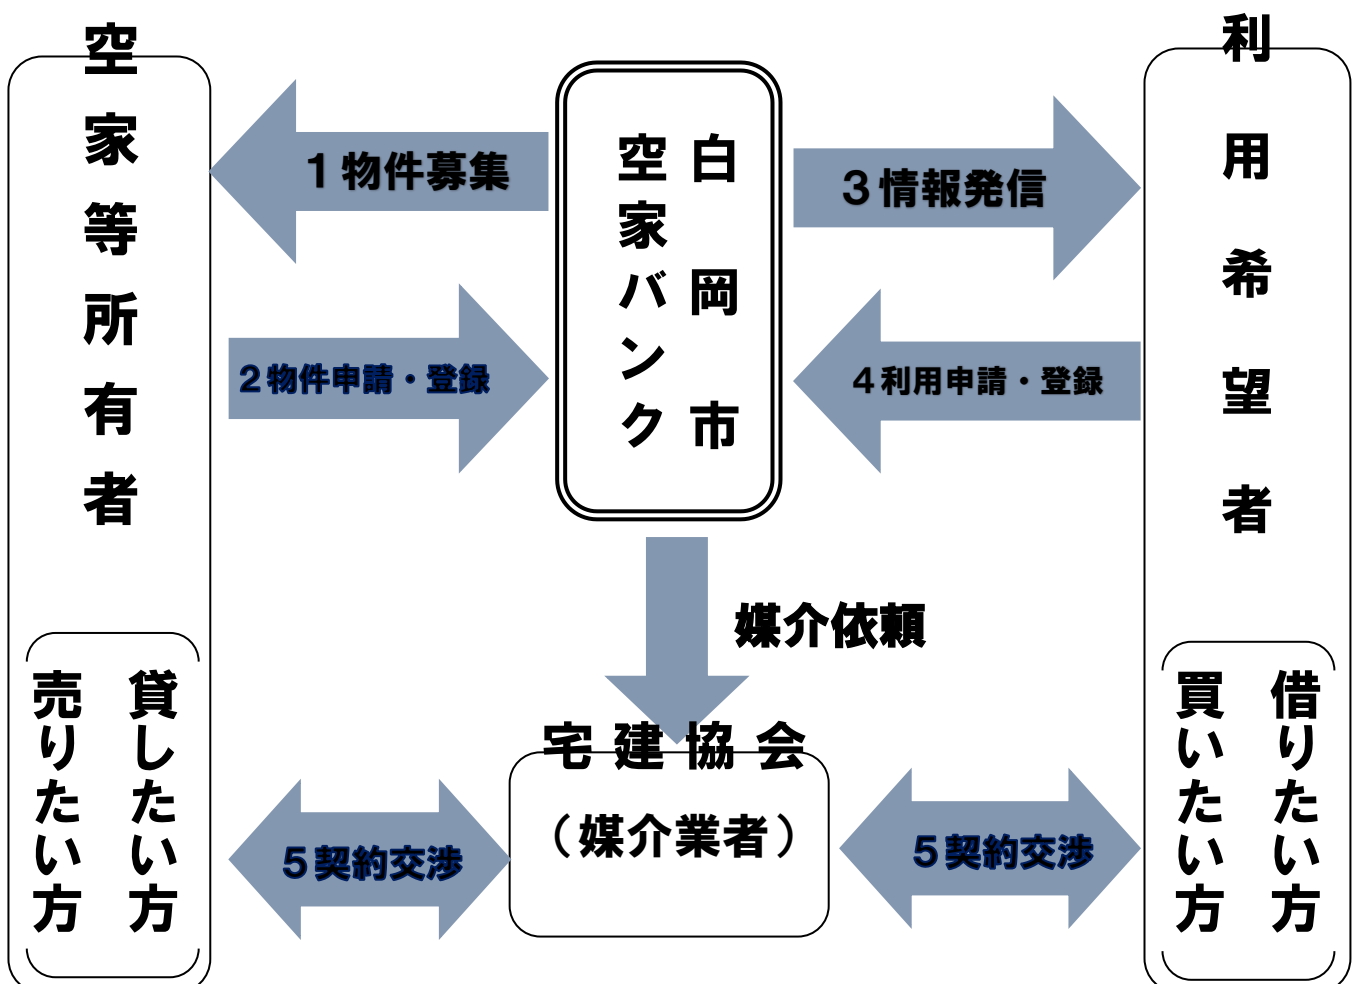 空家等所有者
貸したい方
売りたい方
1物件募集
2物件申請・登録
白岡市
空家バンク
3情報発信
4利用申請・登録
利用希望者
借りたい方
買いたい方
媒介依頼
宅建協会
（媒介業者）
5契約交渉
5契約交渉